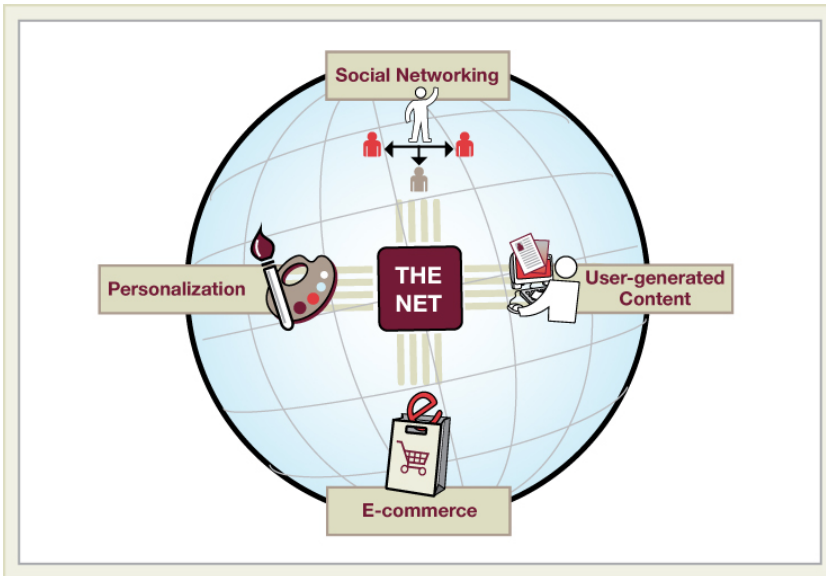 Social Networking
Personalization
THE
NET
User-generated
Content
e
E-commerce